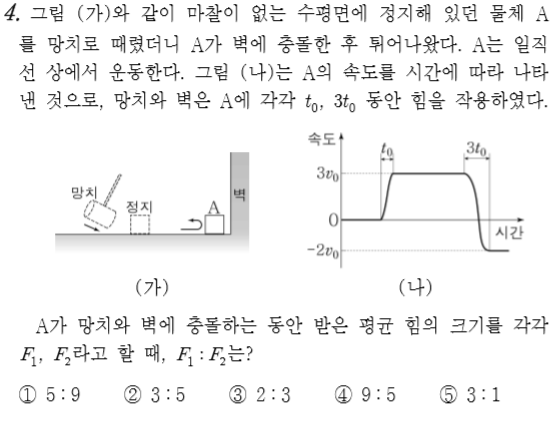 4. 그림 (가)와 같이 마찰이 없는 수평면에 정지해 있던 물체 A
를 망치로 때렸더니 A가 벽에 충돌한 후 튀어나왔다. A는 일직
선 상에서 운동한다. 그림 (나)는 A의 속도를 시간에 따라 나타
낸 것으로, 망치와 벽은 A에 각각 t₀, 3t₀ 동안 힘을 작용하였다.
망치
정지
A
벽
(가)
속도
t₀
3t₀
3v₀
0
시간
-2v₀
(나)
A가 망치와 벽에 충돌하는 동안 받은 평균 힘의 크기를 각각
F₁, F₂라고 할 때, F₁ : F₂는?
① 5 : 9 ② 3 : 5 ③ 2 : 3 ④ 9 : 5 ⑤ 3 : 1